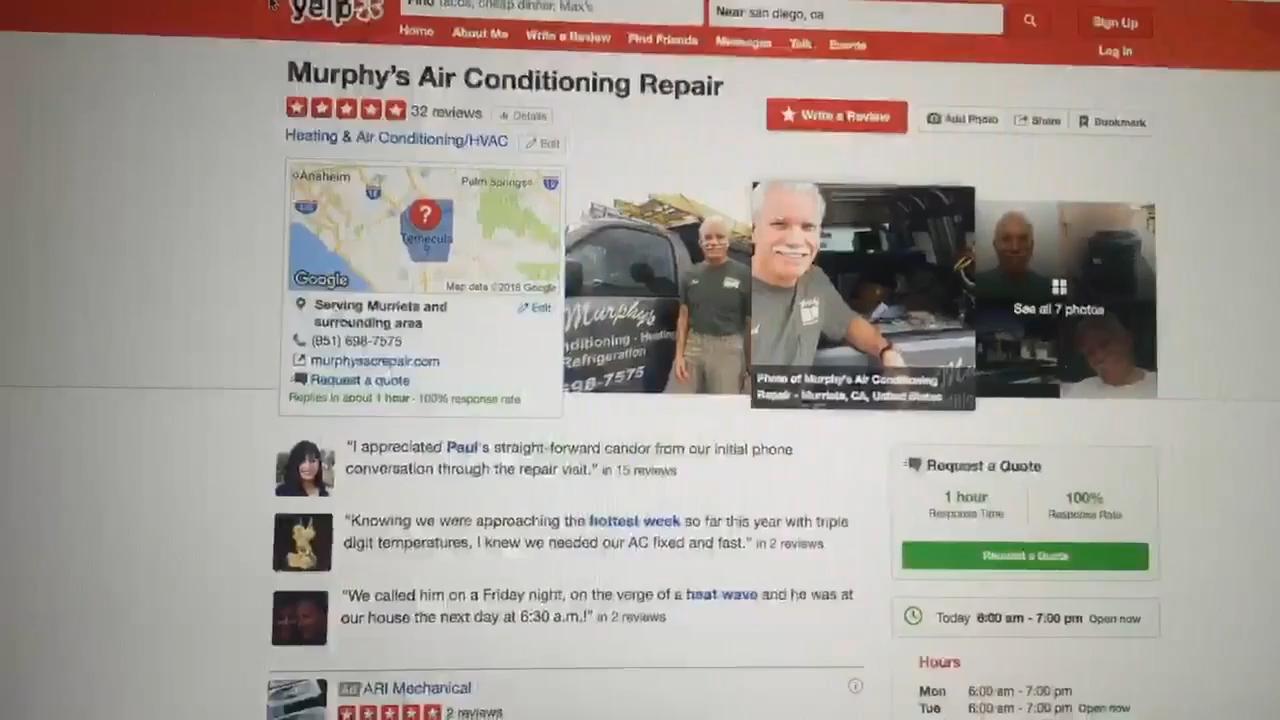 yelp
Find tacos, cheap dinner, Max's
Near san diego, ca
Sign Up
Home About Me Write a Review Find Friends Messages Talk Events
Log In
Murphy's Air Conditioning Repair
32 reviews Details
Write a Review Add Photo Share Bookmark
Heating & Air Conditioning/HVAC Edit
Anaheim
Palm Springs
?
Temecula
Google
Map data ©2016 Google
Serving Murrieta and Edit
surrounding area
(951) 698-7575
murphysacrepair.com
Request a quote
Replies in about 1 hour - 100% response rate
Murphy's
nditioning - Heating
Refrigeration
698-7575
Photo of Murphy's Air Conditioning
Repair - Murrieta, CA, United States
See all 7 photos
"I appreciated Paul's straight-forward candor from our initial phone
conversation through the repair visit." in 15 reviews
"Knowing we were approaching the hottest week so far this year with triple
digit temperatures, I knew we needed our AC fixed and fast." in 2 reviews
"We called him on a Friday night, on the verge of a heat wave and he was at
our house the next day at 6:30 a.m.!" in 2 reviews
Ad ARI Mechanical
2 reviews
Request a Quote
1 hour 100%
Response Time Response Rate
Request a Quote
Today 6:00 am - 7:00 pm Open now
Hours
Mon 6:00 am - 7:00 pm
Tue 6:00 am - 7:00 pm Open now